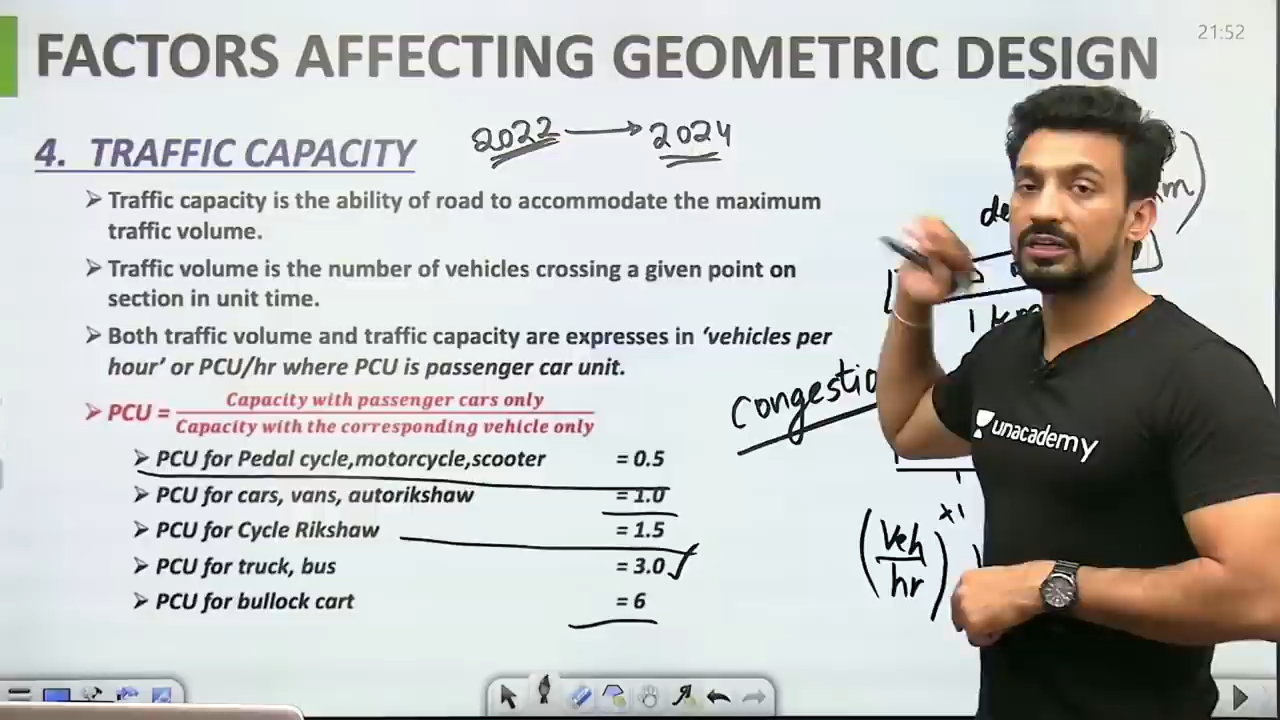 21:52
FACTORS AFFECTING GEOMETRIC DESIGN
4. TRAFFIC CAPACITY
2022 → 2024
➢ Traffic capacity is the ability of road to accommodate the maximum
traffic volume.
➢ Traffic volume is the number of vehicles crossing a given point on
section in unit time.
➢ Both traffic volume and traffic capacity are expresses in ‘vehicles per
hour’ or PCU/hr where PCU is passenger car unit.
➢ PCU = Capacity with passenger cars only
Capacity with the corresponding vehicle only
➢ PCU for Pedal cycle,motorcycle,scooter = 0.5
➢ PCU for cars, vans, autorikshaw = 1.0
➢ PCU for Cycle Rikshaw = 1.5
➢ PCU for truck, bus = 3.0 ✓
➢ PCU for bullock cart = 6
congestio
(Veh
hr) x1
unacademy